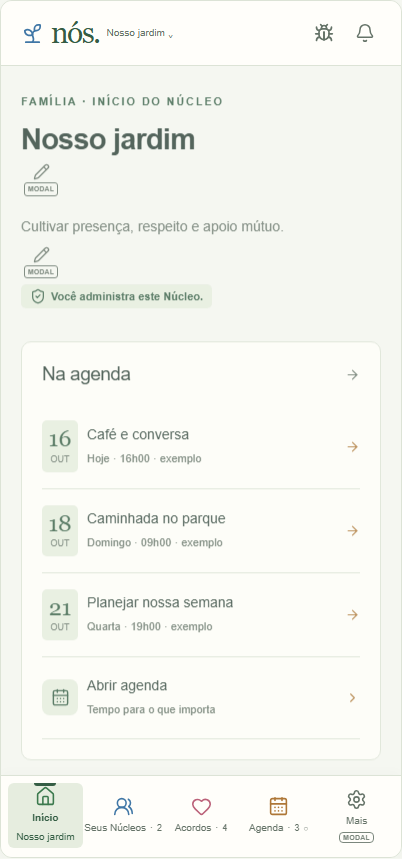 nós. Nosso jardim
FAMÍLIA · INÍCIO DO NÚCLEO
Nosso jardim
MODAL
Cultivar presença, respeito e apoio mútuo.
MODAL
Você administra este Núcleo.
Na agenda
16
OUT
Café e conversa
Hoje · 16h00 · exemplo
18
OUT
Caminhada no parque
Domingo · 09h00 · exemplo
21
OUT
Planejar nossa semana
Quarta · 19h00 · exemplo
Abrir agenda
Tempo para o que importa
Início
Nosso jardim
Seus Núcleos · 2
Acordos · 4
Agenda · 3
Mais
MODAL